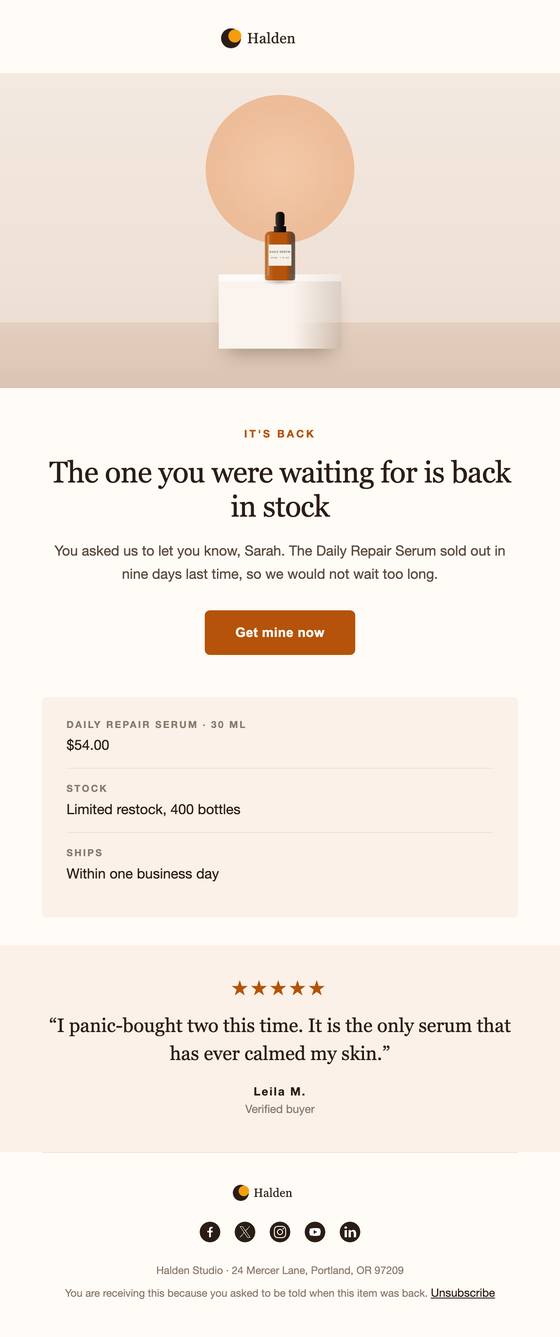 Halden
DAILY SERUM
IT'S BACK
The one you were waiting for is back
in stock
You asked us to let you know, Sarah. The Daily Repair Serum sold out in
nine days last time, so we would not wait too long.
Get mine now
DAILY REPAIR SERUM · 30 ML
$54.00
STOCK
Limited restock, 400 bottles
SHIPS
Within one business day
★★★★★
“I panic-bought two this time. It is the only serum that
has ever calmed my skin.”
Leila M.
Verified buyer
Halden
Halden Studio · 24 Mercer Lane, Portland, OR 97209
You are receiving this because you asked to be told when this item was back. Unsubscribe